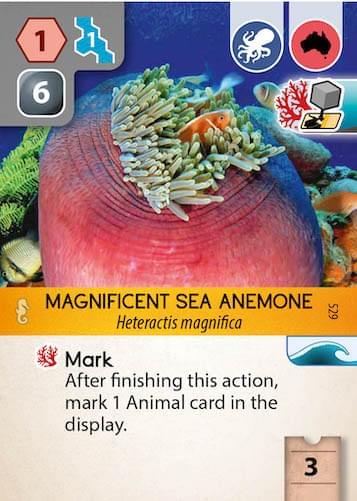 1 1
6
MAGNIFICENT SEA ANEMONE
Heteractis magnifica
529
Mark
After finishing this action,
mark 1 Animal card in the
display.
3